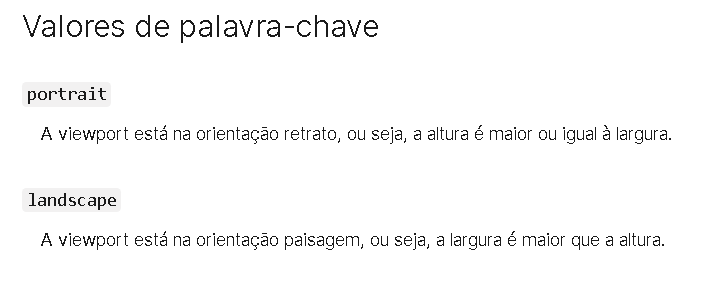 Valores de palavra-chave
portrait
A viewport está na orientação retrato, ou seja, a altura é maior ou igual à largura.
landscape
A viewport está na orientação paisagem, ou seja, a largura é maior que a altura.